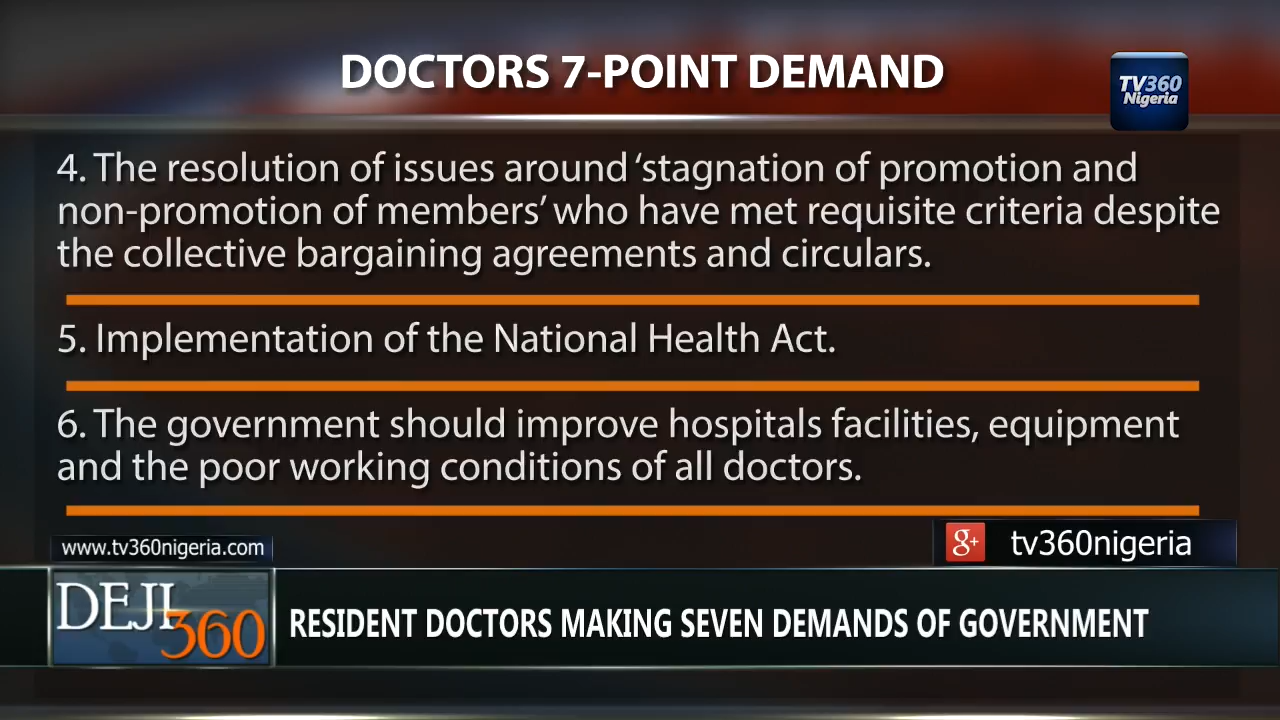 DOCTORS 7-POINT DEMAND
TV360
Nigeria
4. The resolution of issues around ‘stagnation of promotion and
non-promotion of members’ who have met requisite criteria despite
the collective bargaining agreements and circulars.
5. Implementation of the National Health Act.
6. The government should improve hospitals facilities, equipment
and the poor working conditions of all doctors.
www.tv360nigeria.com
g+ tv360nigeria
DEJI
360
RESIDENT DOCTORS MAKING SEVEN DEMANDS OF GOVERNMENT